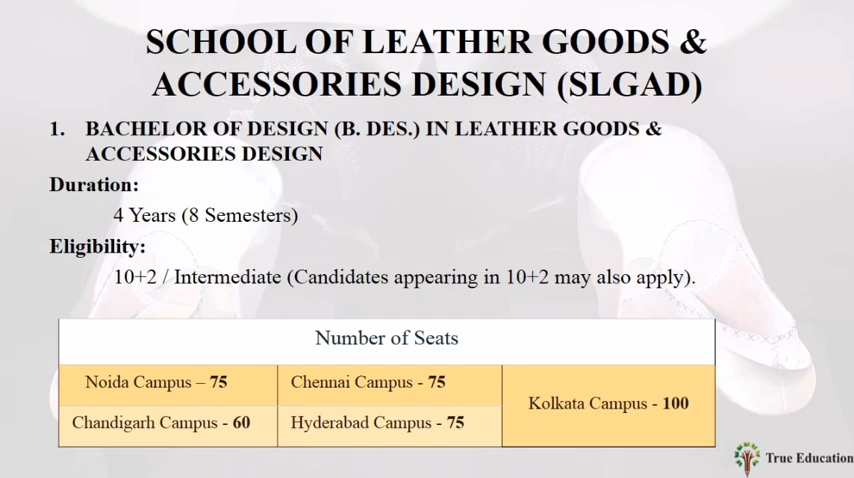 SCHOOL OF LEATHER GOODS &
ACCESSORIES DESIGN (SLGAD)
1. BACHELOR OF DESIGN (B. DES.) IN LEATHER GOODS &
ACCESSORIES DESIGN
Duration:
4 Years (8 Semesters)
Eligibility:
10+2 / Intermediate (Candidates appearing in 10+2 may also apply).
Number of Seats
Noida Campus – 75
Chennai Campus - 75
Kolkata Campus - 100
Chandigarh Campus - 60
Hyderabad Campus - 75
True Education